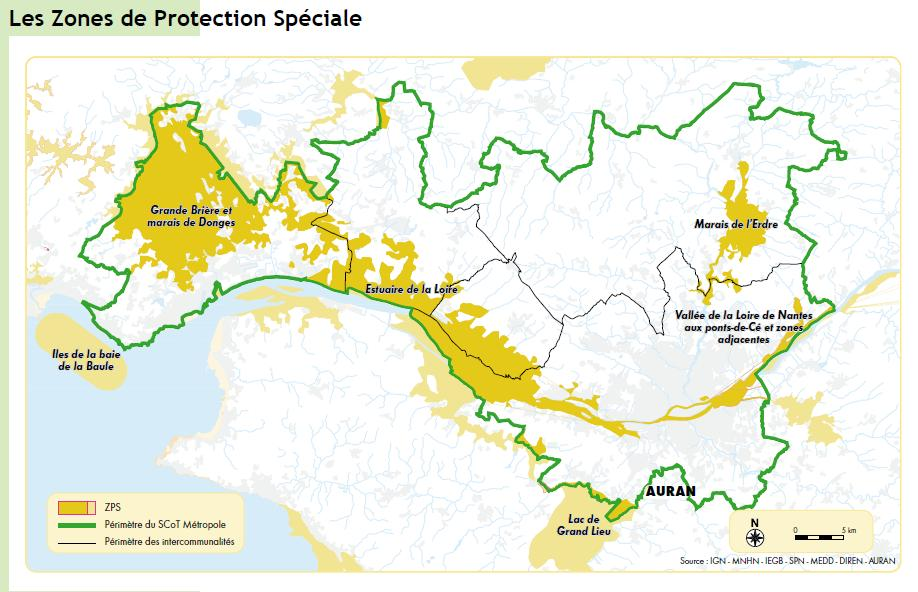 Les Zones de Protection Spéciale
Grande Brière et
marais de Donges
Marais de l'Erdre
Estuaire de la Loire
Vallée de la Loire de Nantes
aux ponts-de-Cé et zones
adjacentes
Iles de la baie
de la Baule
AURAN
Lac de
Grand Lieu
ZPS
Périmètre du SCoT Métropole
Périmètre des intercommunalités
N
0 5 km
Source : IGN - MNHN - IEGB - SPN - MEDD - DIREN - AURAN